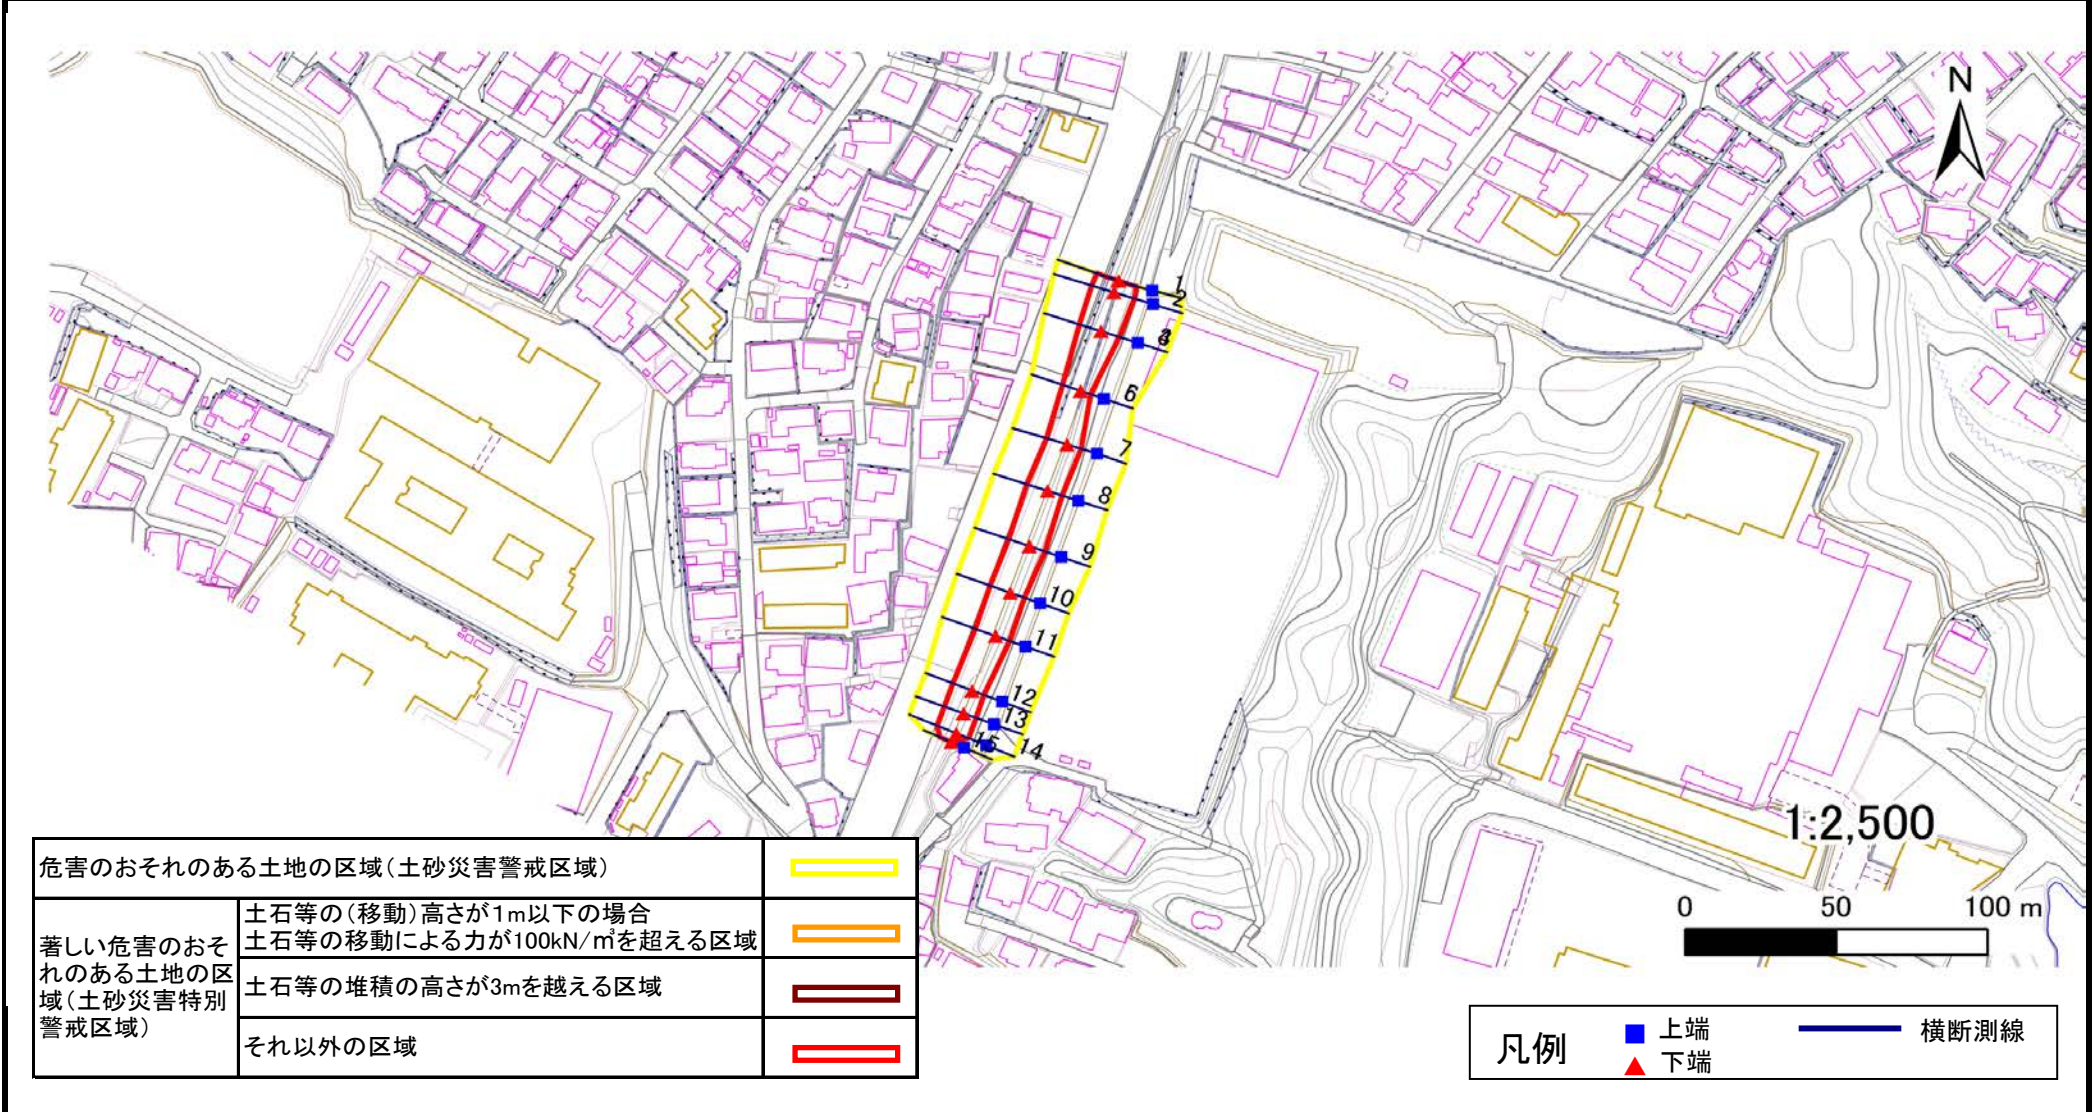 N
1
2
6
7
8
9
10
11
12
13
14
15
1:2,500
0 50 100 m
危害のおそれのある土地の区域(土砂災害警戒区域)
著しい危害のおそ
れのある土地の区
域(土砂災害特別
警戒区域)
土石等の(移動)高さが1m以下の場合
土石等の移動による力が100kN/㎡を超える区域
土石等の堆積の高さが3mを越える区域
それ以外の区域
凡例
上端
下端
横断測線